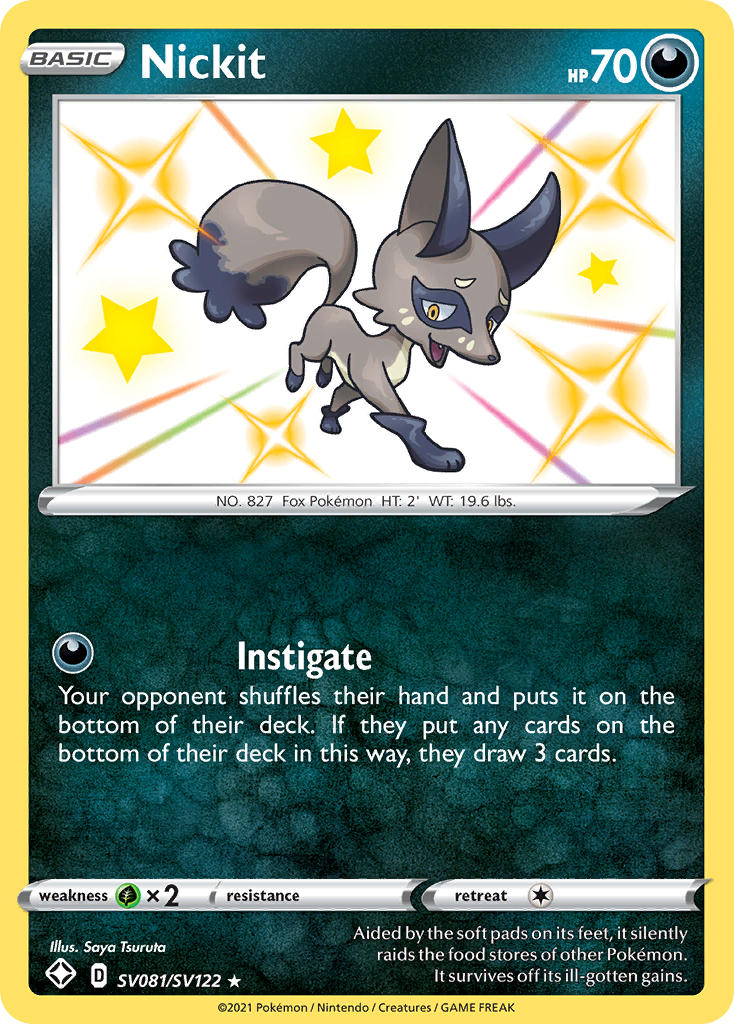 BASIC Nickit HP 70
NO. 827 Fox Pokémon HT: 2' WT: 19.6 lbs.
Instigate
Your opponent shuffles their hand and puts it on the
bottom of their deck. If they put any cards on the
bottom of their deck in this way, they draw 3 cards.
weakness ×2 resistance retreat
Illus. Saya Tsuruta
Aided by the soft pads on its feet, it silently
raids the food stores of other Pokémon.
It survives off its ill-gotten gains.
D SV081/SV122 ★
©2021 Pokémon / Nintendo / Creatures / GAME FREAK